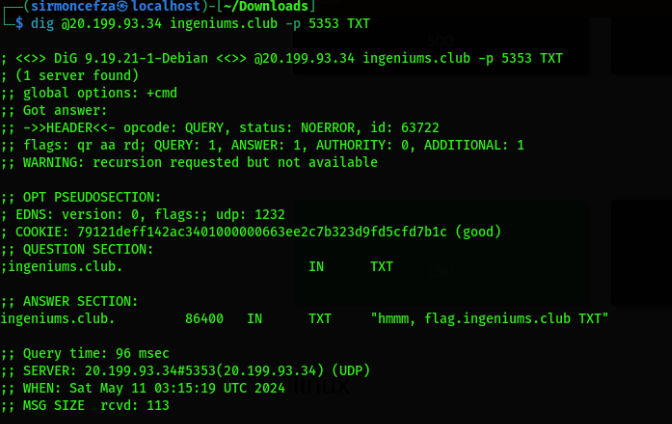 ┌──(sirmoncefza㉿localhost)-[~/Downloads]
└─$ dig @20.199.93.34 ingeniums.club -p 5353 TXT
; <<>> DiG 9.19.21-1-Debian <<>> @20.199.93.34 ingeniums.club -p 5353 TXT
; (1 server found)
;; global options: +cmd
;; Got answer:
;; ->>HEADER<<- opcode: QUERY, status: NOERROR, id: 63722
;; flags: qr aa rd; QUERY: 1, ANSWER: 1, AUTHORITY: 0, ADDITIONAL: 1
;; WARNING: recursion requested but not available
;; OPT PSEUDOSECTION:
; EDNS: version: 0, flags:; udp: 1232
; COOKIE: 79121deff142ac3401000000663ee2c7b323d9fd5cfd7b1c (good)
;; QUESTION SECTION:
;ingeniums.club. IN TXT
;; ANSWER SECTION:
ingeniums.club. 86400 IN TXT "hmmm, flag.ingeniums.club TXT"
;; Query time: 96 msec
;; SERVER: 20.199.93.34#5353(20.199.93.34) (UDP)
;; WHEN: Sat May 11 03:15:19 UTC 2024
;; MSG SIZE rcvd: 113